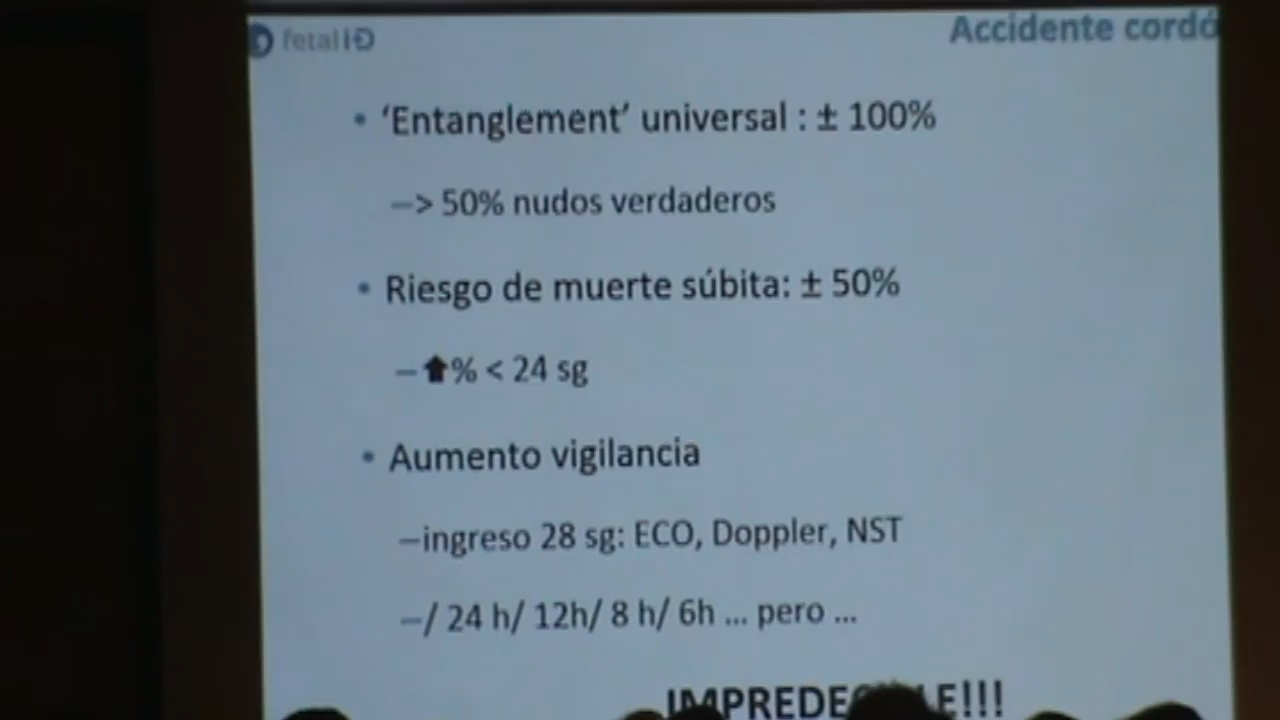 fetal I+D
Accidente cordó
• ‘Entanglement’ universal : ± 100%
–> 50% nudos verdaderos
• Riesgo de muerte súbita: ± 50%
–⬆% < 24 sg
• Aumento vigilancia
–ingreso 28 sg: ECO, Doppler, NST
–/ 24 h/ 12h/ 8 h/ 6h ... pero ...